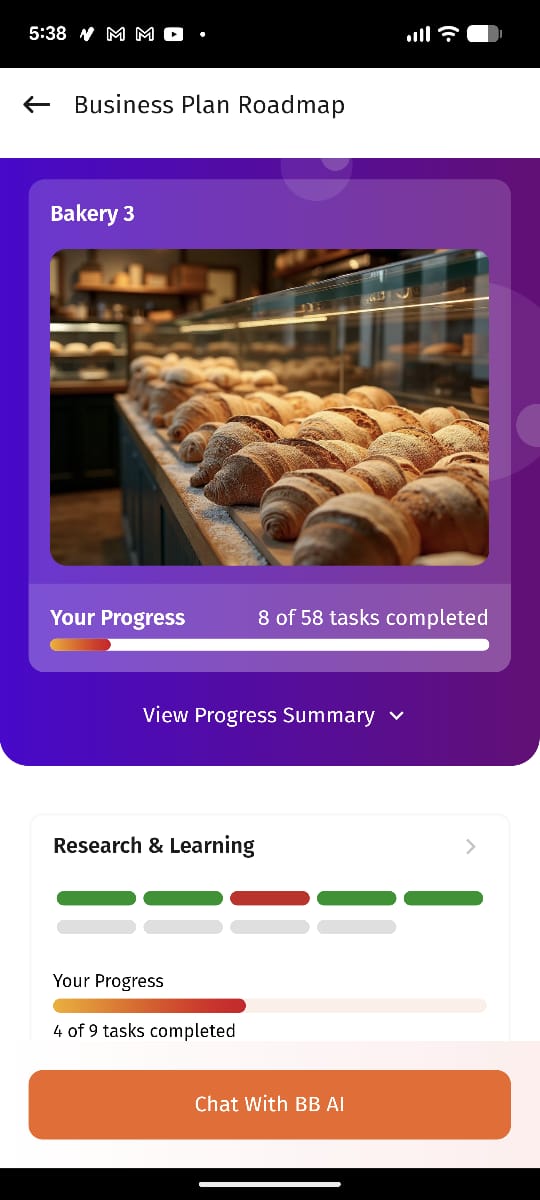 5:38
Business Plan Roadmap
Bakery 3
Your Progress 8 of 58 tasks completed
View Progress Summary
Research & Learning
Your Progress
4 of 9 tasks completed
Chat With BB AI